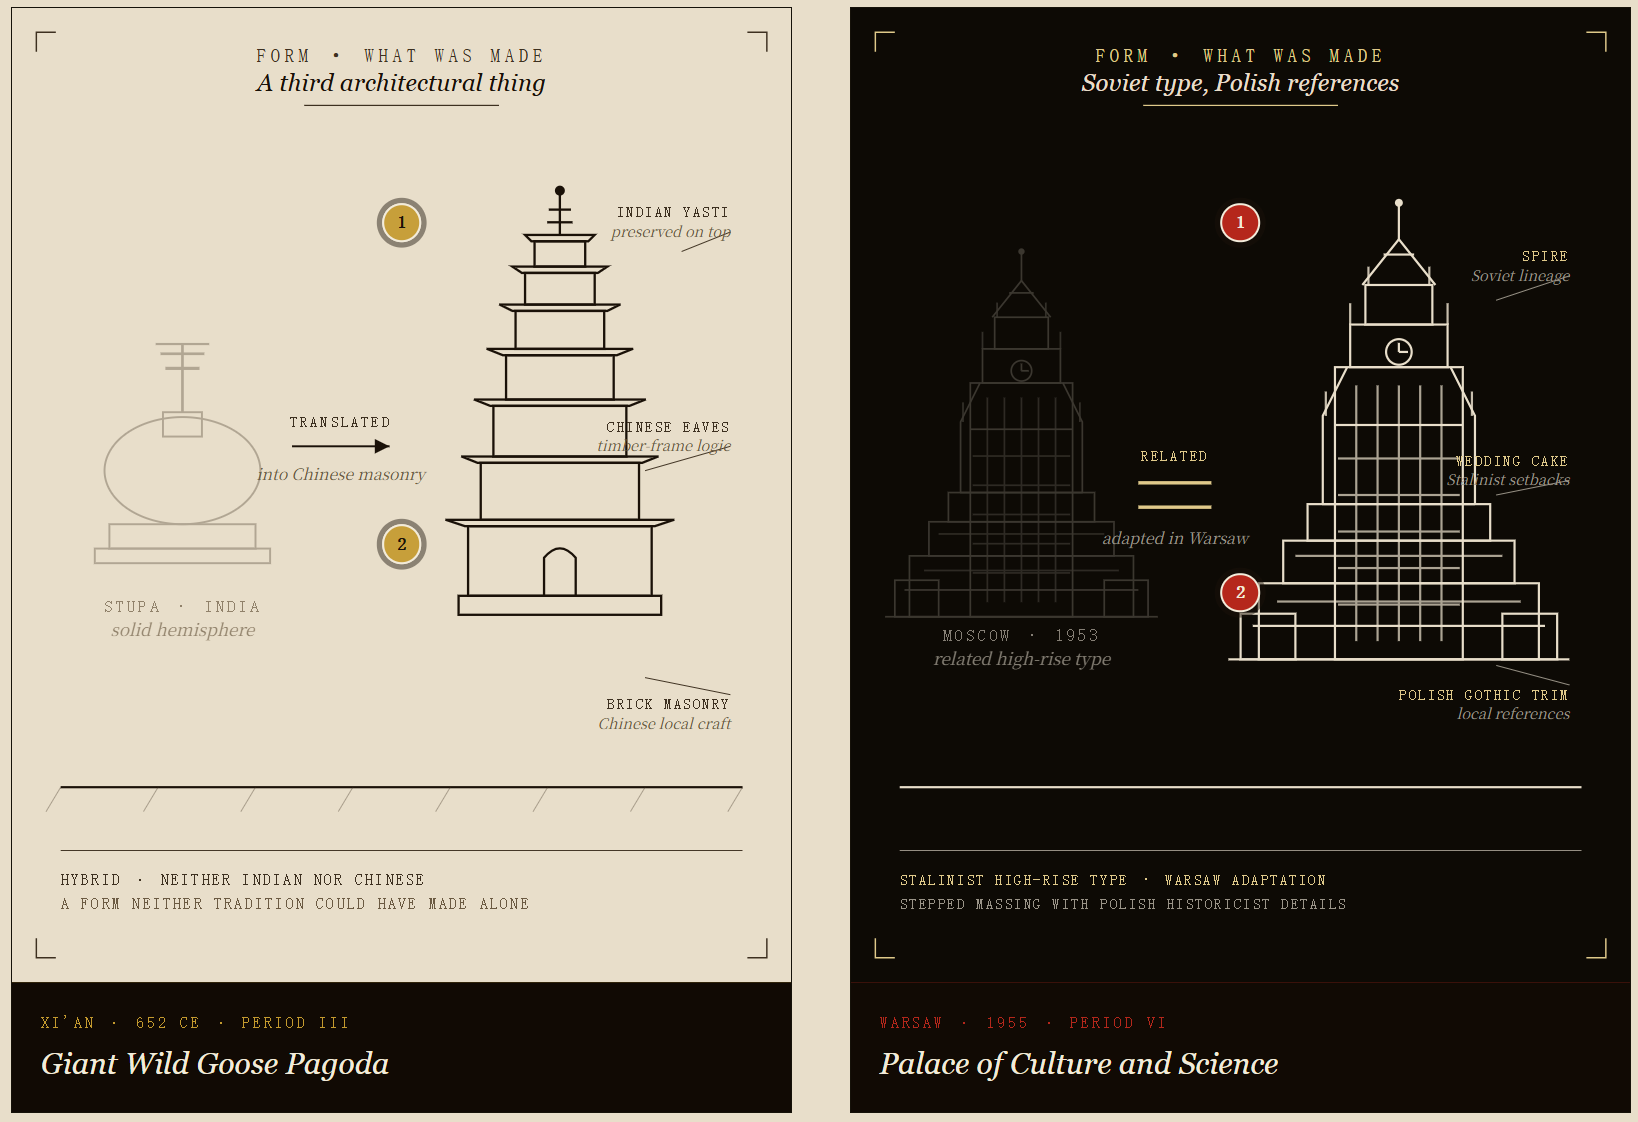 FORM • WHAT WAS MADE
A third architectural thing
1
INDIAN YASTI
preserved on top
TRANSLATED
into Chinese masonry
CHINESE EAVES
timber-frame logic
2
STUPA · INDIA
solid hemisphere
BRICK MASONRY
Chinese local craft
HYBRID · NEITHER INDIAN NOR CHINESE
A FORM NEITHER TRADITION COULD HAVE MADE ALONE
XI'AN · 652 CE · PERIOD III
Giant Wild Goose Pagoda
FORM • WHAT WAS MADE
Soviet type, Polish references
1
SPIRE
Soviet lineage
RELATED
adapted in Warsaw
WEDDING CAKE
Stalinist setbacks
2
MOSCOW · 1953
related high-rise type
POLISH GOTHIC TRIM
local references
STALINIST HIGH-RISE TYPE · WARSAW ADAPTATION
STEPPED MASSING WITH POLISH HISTORICIST DETAILS
WARSAW · 1955 · PERIOD VI
Palace of Culture and Science